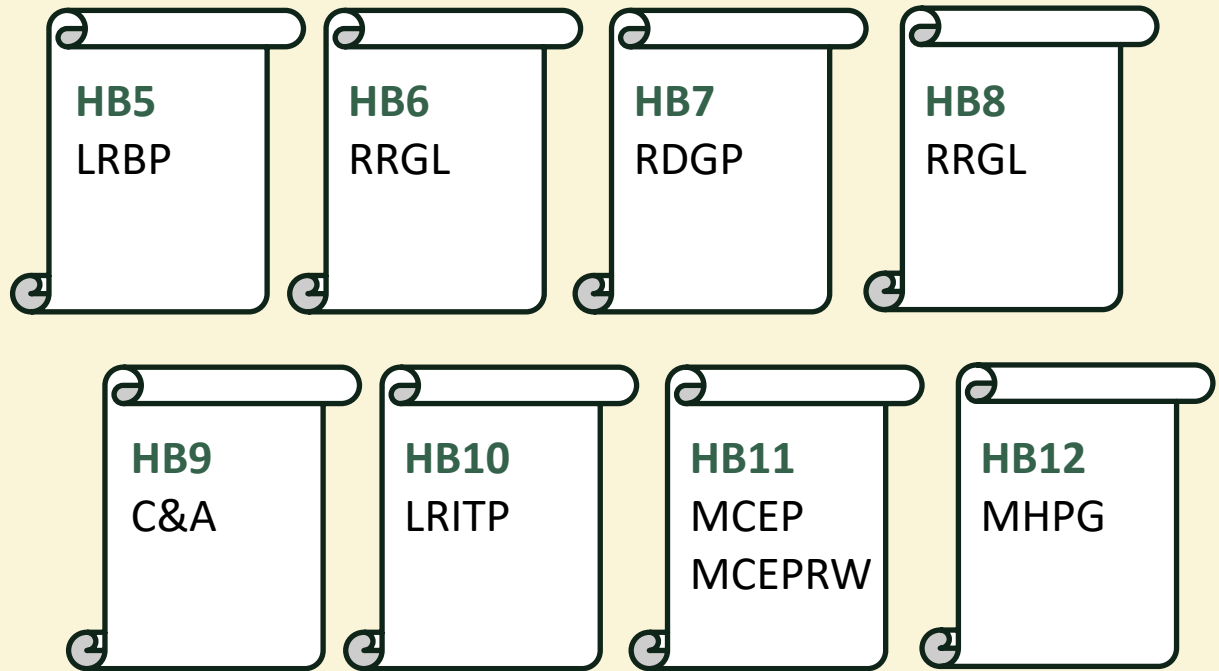 HB5
LRBP
HB6
RRGL
HB7
RDGP
HB8
RRGL
HB9
C&A
HB10
LRITP
HB11
MCEP
MCEPRW
HB12
MHPG